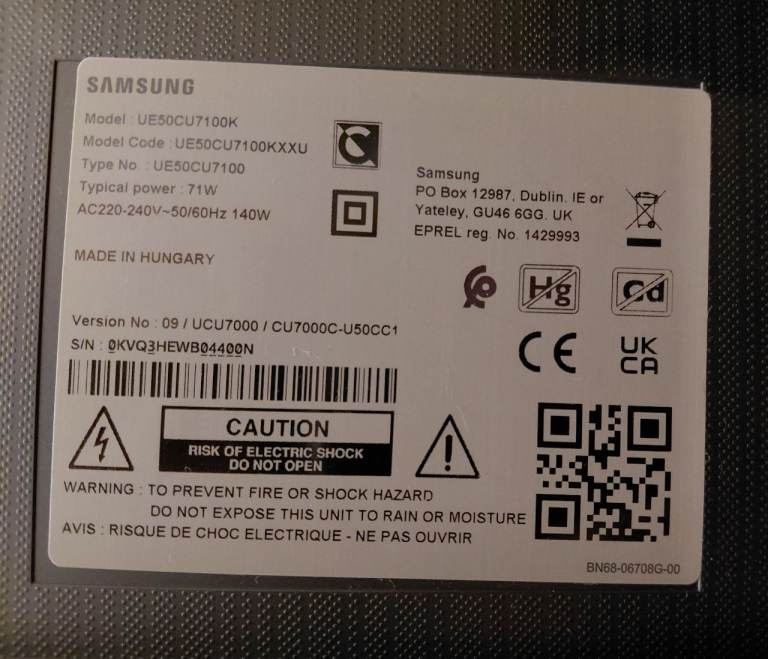 SAMSUNG
Model : UE50CU7100K
Model Code : UE50CU7100KXXU
Type No. : UE50CU7100
Typical power : 71W
AC220-240V~50/60Hz 140W
MADE IN HUNGARY
Samsung
PO Box 12987, Dublin. IE or
Yateley, GU46 6GG. UK
EPREL reg. No. 1429993
Hg
Cd
Version No : 09 / UCU7000 / CU7000C-U50CC1
S/N : 0KVQ3HEWB04400N
CE
UK
CA
CAUTION
RISK OF ELECTRIC SHOCK
DO NOT OPEN
WARNING : TO PREVENT FIRE OR SHOCK HAZARD
DO NOT EXPOSE THIS UNIT TO RAIN OR MOISTURE
AVIS : RISQUE DE CHOC ELECTRIQUE - NE PAS OUVRIR
BN68-06708G-00